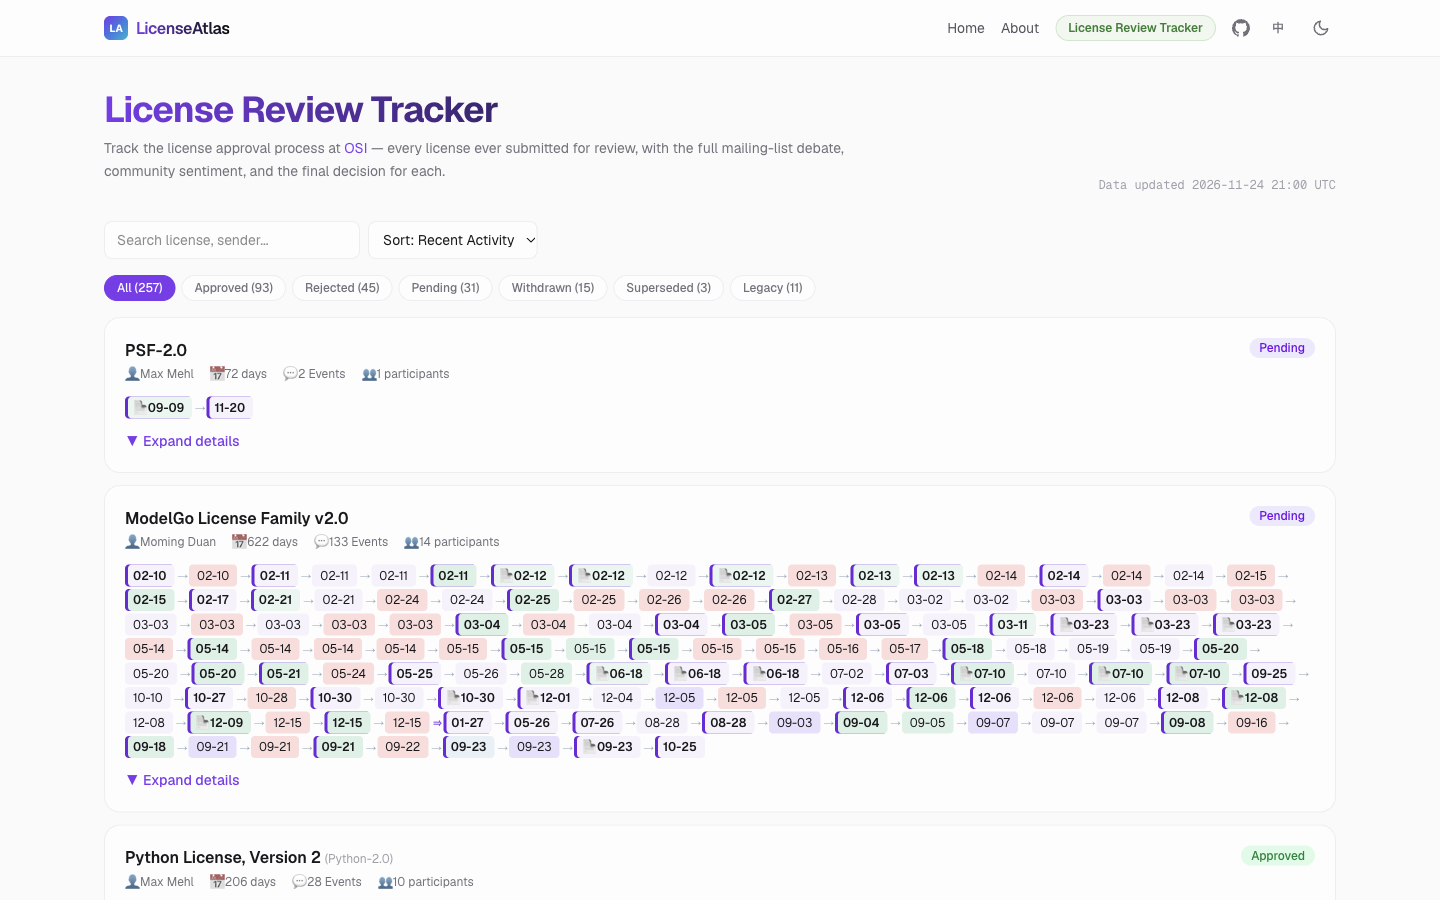 LA LicenseAtlas
Home About License Review Tracker 中
License Review Tracker
Track the license approval process at OSI — every license ever submitted for review, with the full mailing-list debate,
community sentiment, and the final decision for each.
Data updated 2026-11-24 21:00 UTC
Search license, sender... Sort: Recent Activity
All (257) Approved (93) Rejected (45) Pending (31) Withdrawn (15) Superseded (3) Legacy (11)
PSF-2.0 Pending
Max Mehl 72 days 2 Events 1 participants
09-09 → 11-20
▼ Expand details
ModelGo License Family v2.0 Pending
Moming Duan 622 days 133 Events 14 participants
02-10 → 02-10 → 02-11 → 02-11 → 02-11 → 02-11 → 02-12 → 02-12 → 02-12 → 02-12 → 02-13 → 02-13 → 02-13 → 02-14 → 02-14 → 02-14 → 02-14 → 02-15 →
02-15 → 02-17 → 02-21 → 02-21 → 02-24 → 02-24 → 02-25 → 02-25 → 02-26 → 02-26 → 02-27 → 02-28 → 03-02 → 03-02 → 03-03 → 03-03 → 03-03 → 03-03 →
03-03 → 03-03 → 03-03 → 03-03 → 03-03 → 03-04 → 03-04 → 03-04 → 03-04 → 03-05 → 03-05 → 03-05 → 03-05 → 03-11 → 03-23 → 03-23 → 03-23 →
05-14 → 05-14 → 05-14 → 05-14 → 05-14 → 05-15 → 05-15 → 05-15 → 05-15 → 05-15 → 05-15 → 05-16 → 05-17 → 05-18 → 05-18 → 05-19 → 05-19 → 05-20 →
05-20 → 05-20 → 05-21 → 05-24 → 05-25 → 05-26 → 05-28 → 06-18 → 06-18 → 06-18 → 07-02 → 07-03 → 07-10 → 07-10 → 07-10 → 07-10 → 09-25 →
10-10 → 10-27 → 10-28 → 10-30 → 10-30 → 10-30 → 12-01 → 12-04 → 12-05 → 12-05 → 12-05 → 12-06 → 12-06 → 12-06 → 12-06 → 12-06 → 12-08 → 12-08 →
12-08 → 12-09 → 12-15 → 12-15 → 12-15 ⇒ 01-27 → 05-26 → 07-26 → 08-28 → 08-28 → 09-03 → 09-04 → 09-05 → 09-07 → 09-07 → 09-07 → 09-08 → 09-16 →
09-18 → 09-21 → 09-21 → 09-21 → 09-22 → 09-23 → 09-23 → 09-23 → 10-25
▼ Expand details
Python License, Version 2 (Python-2.0) Approved
Max Mehl 206 days 28 Events 10 participants